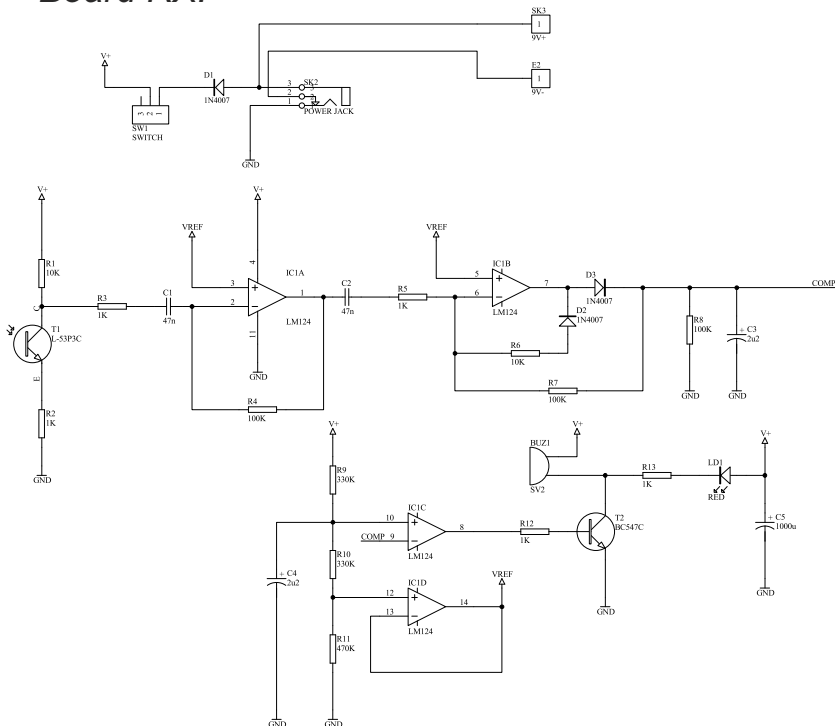 SK3
1
9V+
V+
D1
1N4007
3
2
1
SK2
POWER JACK
E2
1
9V-
3 2 1
SW1
SWITCH
GND
V+
R1
10K
C
T1
L-53P3C
E
R2
1K
GND
R3
1K
C1
47n
VREF
V+
4
3
2
1
IC1A
LM124
11
GND
R4
100K
C2
47n
R5
1K
VREF
IC1B
5
6
7
LM124
D3
1N4007
D2
1N4007
R6
10K
R7
100K
COMP
R8
100K
C3
2u2
GND
GND
V+
R9
330K
10
COMP 9
8
IC1C
LM124
R10
330K
C4
2u2
12
13
14
IC1D
LM124
VREF
R11
470K
GND
GND
R12
1K
BUZ1
SV2
V+
T2
BC547C
GND
R13
1K
LD1
RED
V+
C5
1000u
GND